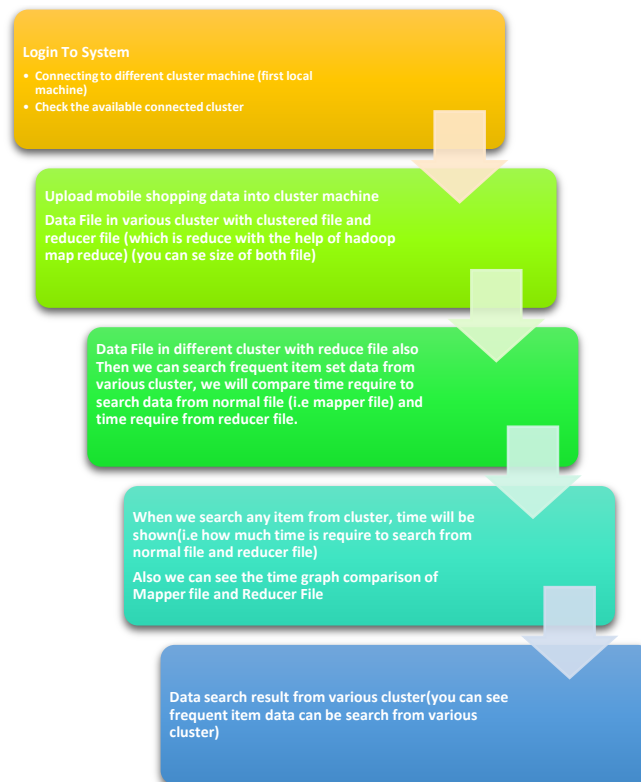 Login To System
• Connecting to different cluster machine (first local
machine)
• Check the available connected cluster
Upload mobile shopping data into cluster machine
Data File in various cluster with clustered file and
reducer file (which is reduce with the help of hadoop
map reduce) (you can se size of both file)
Data File in different cluster with reduce file also
Then we can search frequent item set data from
various cluster, we will compare time require to
search data from normal file (i.e mapper file) and
time require from reducer file.
When we search any item from cluster, time will be
shown(i.e how much time is require to search from
normal file and reducer file)
Also we can see the time graph comparison of
Mapper file and Reducer File
Data search result from various cluster(you can see
frequent item data can be search from various
cluster)